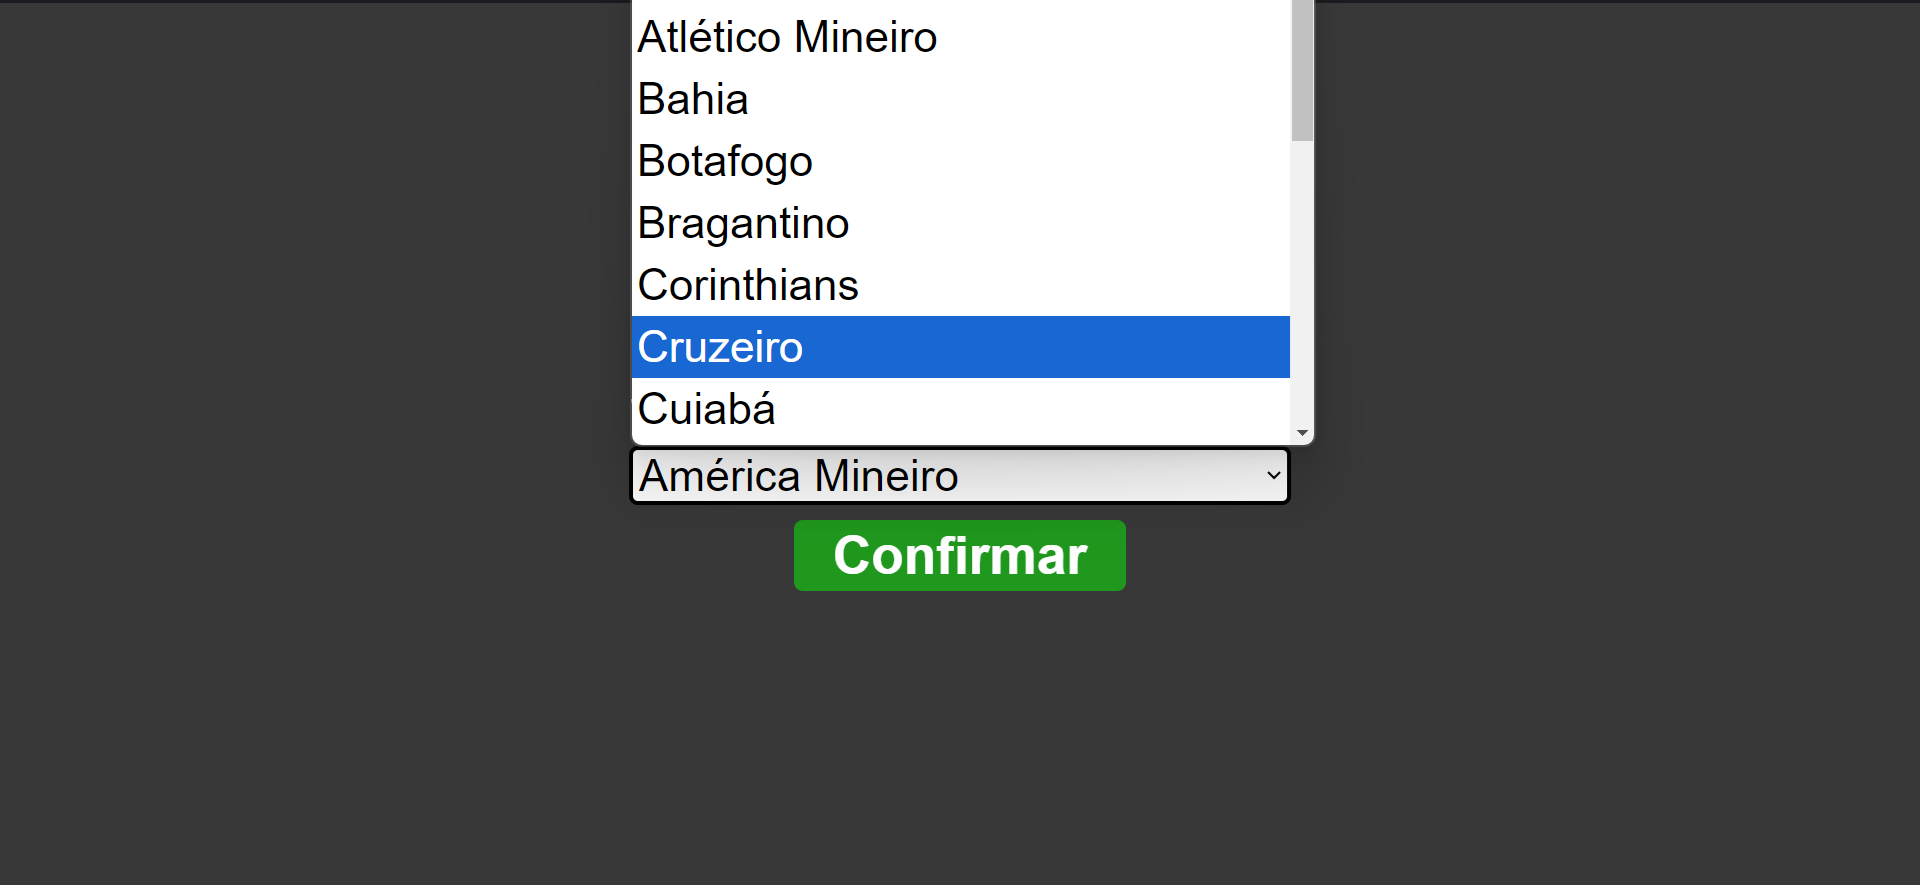 Atlético Mineiro
Bahia
Botafogo
Bragantino
Corinthians
Cruzeiro
Cuiabá
América Mineiro
Confirmar